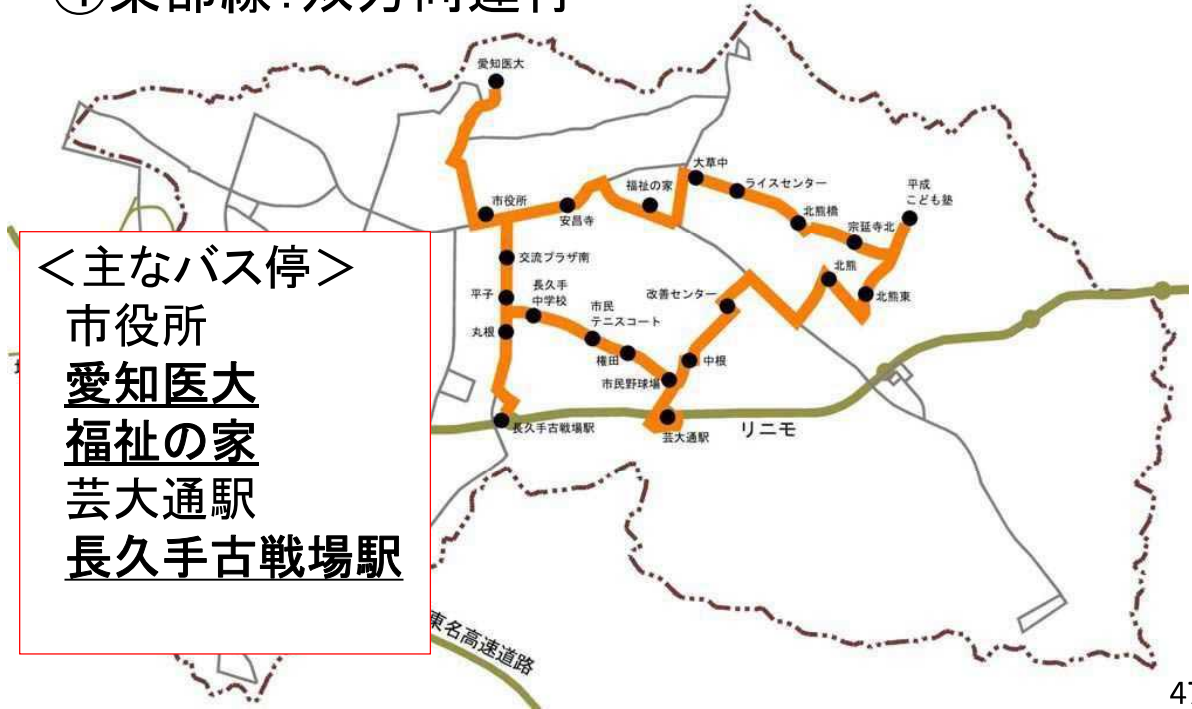 東部線:双方向運行
愛知医大
大草中
ライスセンター
福祉の家
平成
こども塾
市役所
安昌寺
北熊橋
宗延寺北
<主なバス停>
市役所
愛知医大
福祉の家
芸大通駅
長久手古戦場駅
交流プラザ南
北熊
長久手
中学校
改善センター
平子
北熊東
市民
テニスコート
丸根
権田
中根
市民野球場
長久手古戦場駅
芸大通駅
リニモ
東名高速道路
47